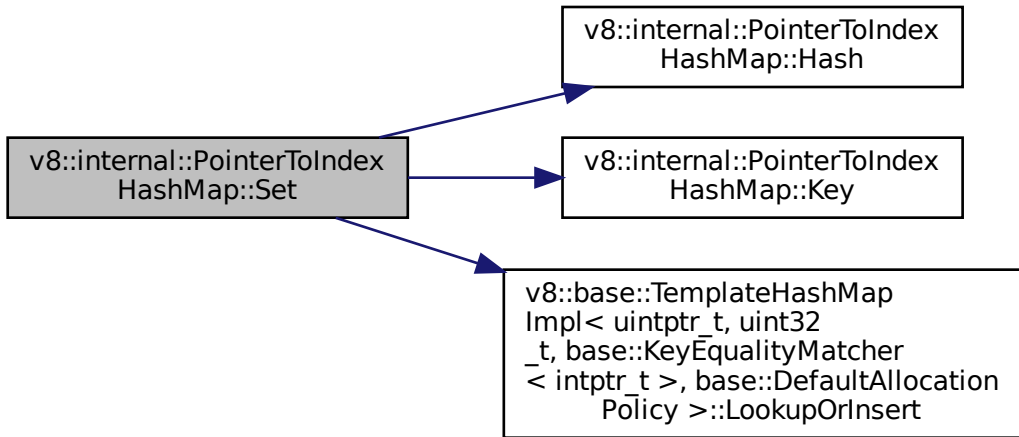 v8::internal::PointerToIndex
HashMap::Hash
v8::internal::PointerToIndex
HashMap::Set
v8::internal::PointerToIndex
HashMap::Key
v8::base::TemplateHashMap
Impl< uintptr_t, uint32
_t, base::KeyEqualityMatcher
< intptr_t >, base::DefaultAllocation
Policy >::LookupOrInsert